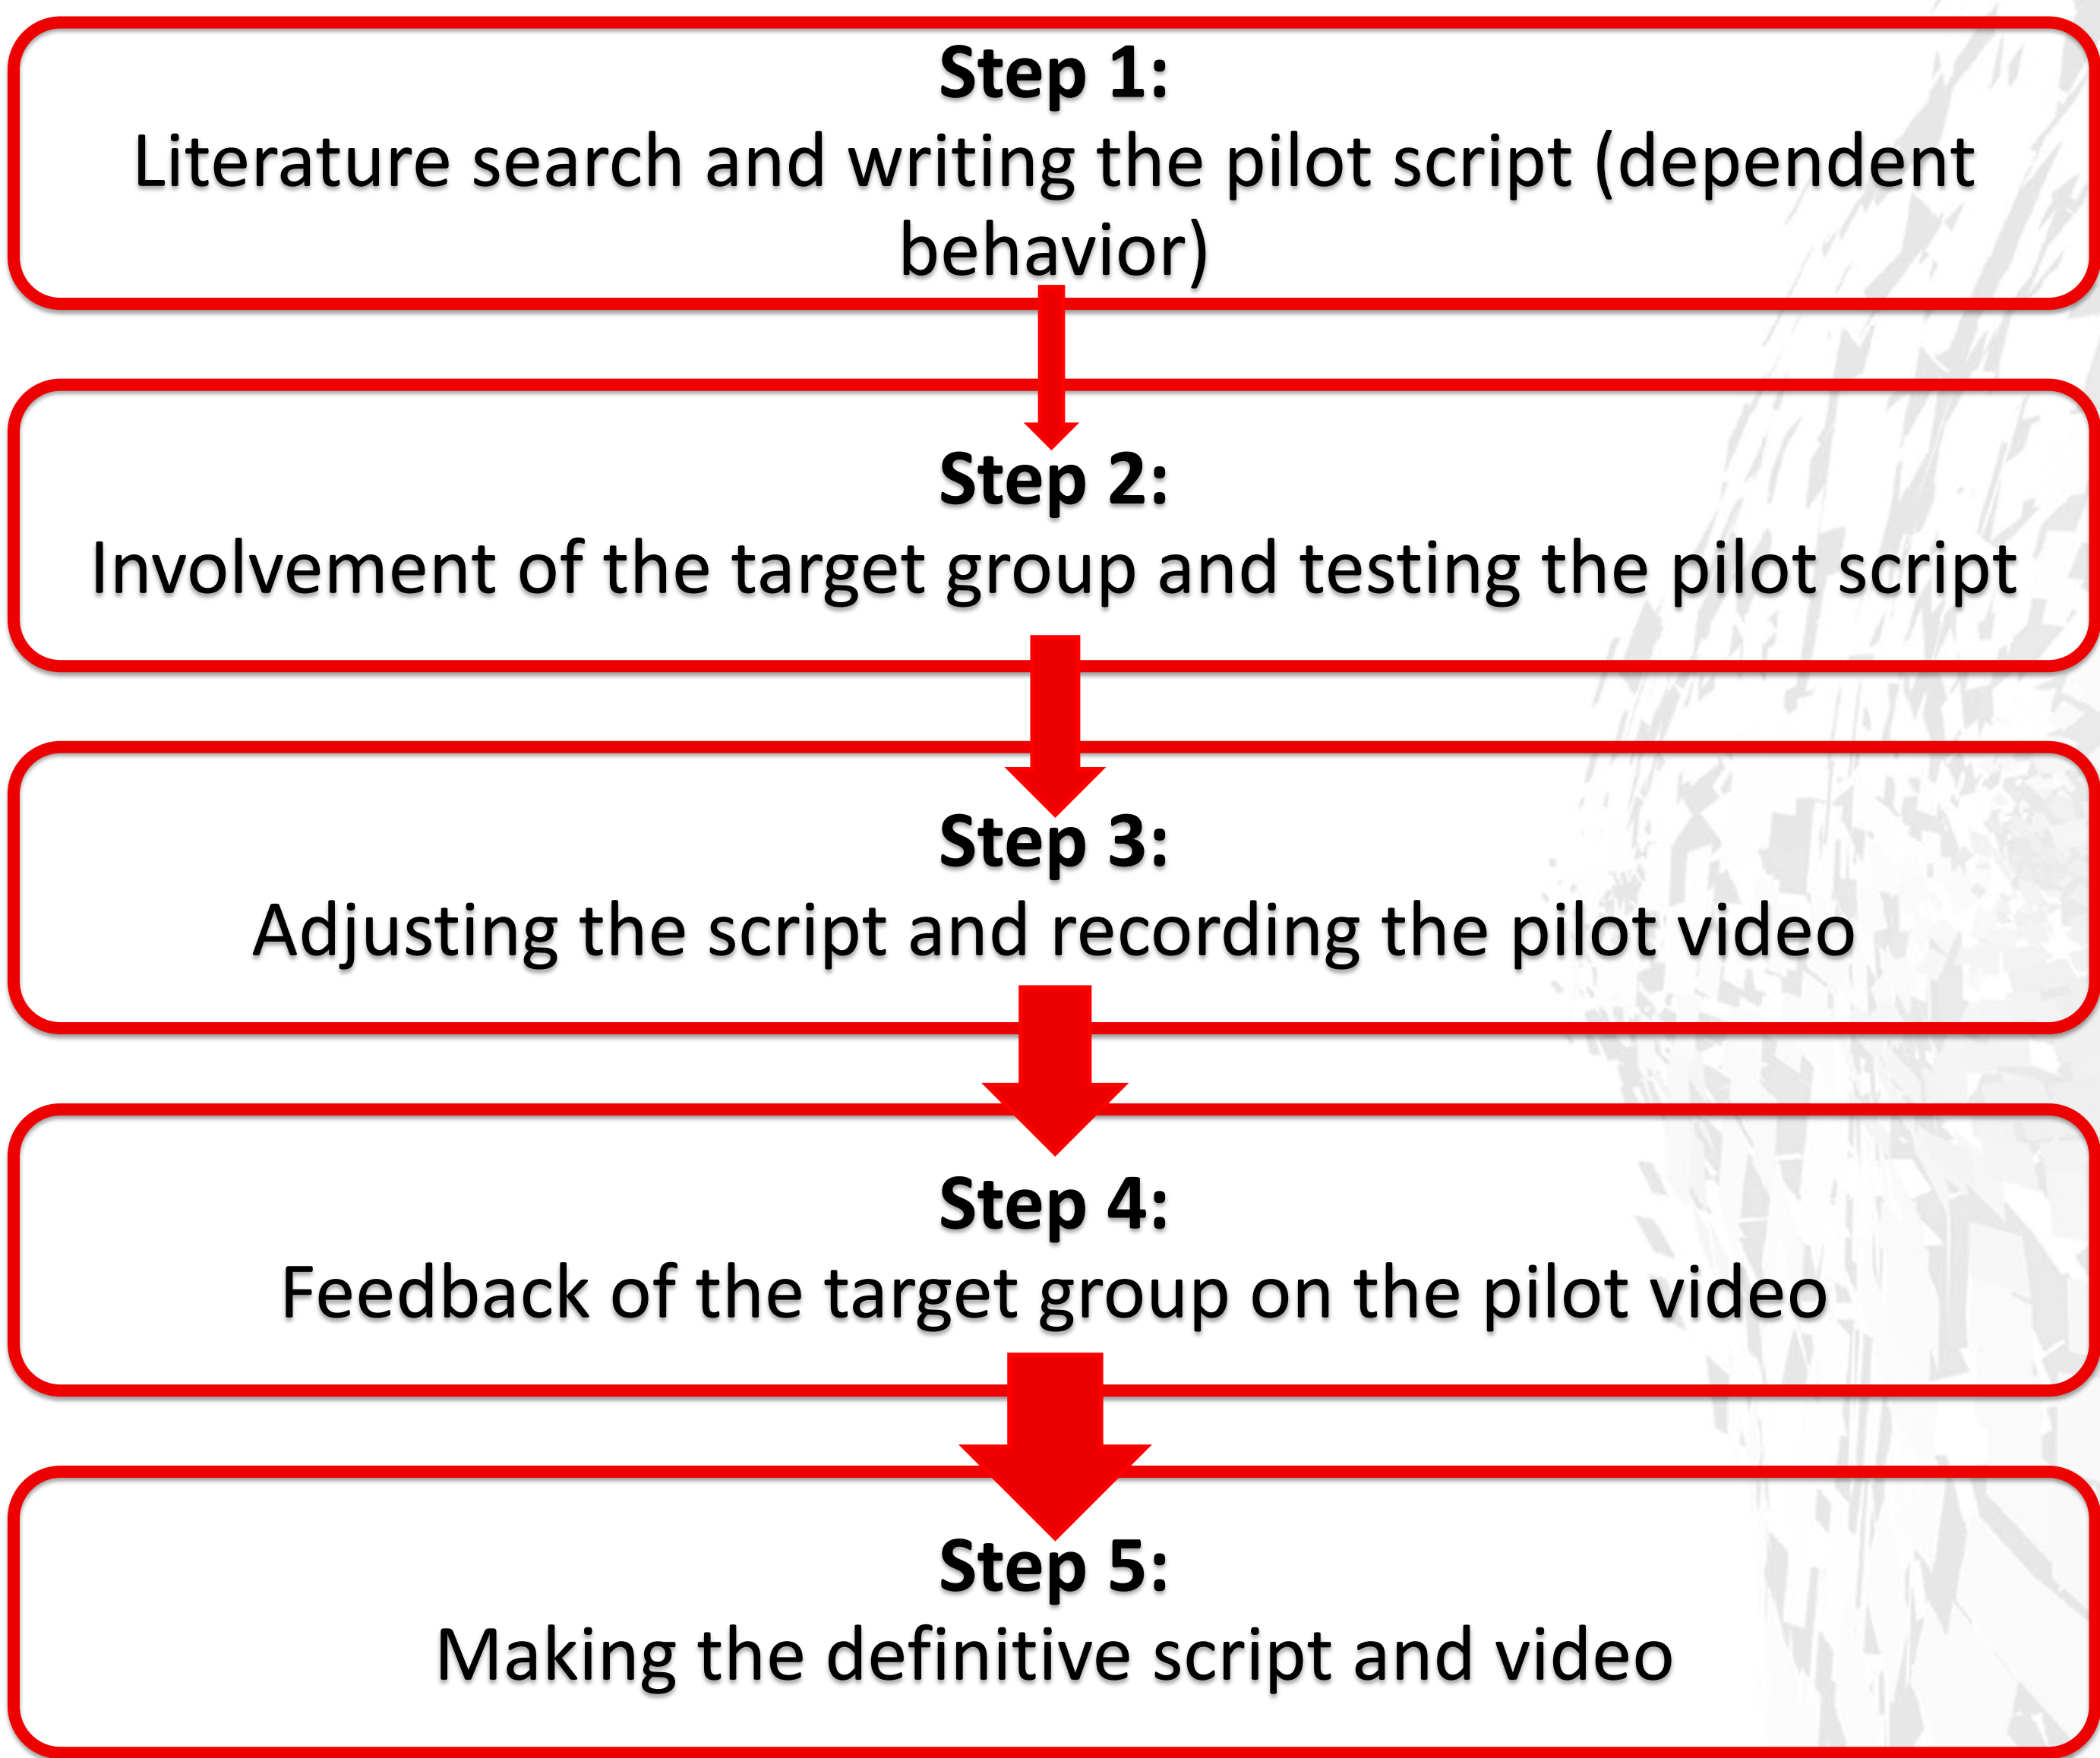 Step 1:
Literature search and writing the pilot script (dependent
behavior)
Step 2:
Involvement of the target group and testing the pilot script
Step 3:
Adjusting the script and recording the pilot video
Step 4:
Feedback of the target group on the pilot video
Step 5:
Making the definitive script and video